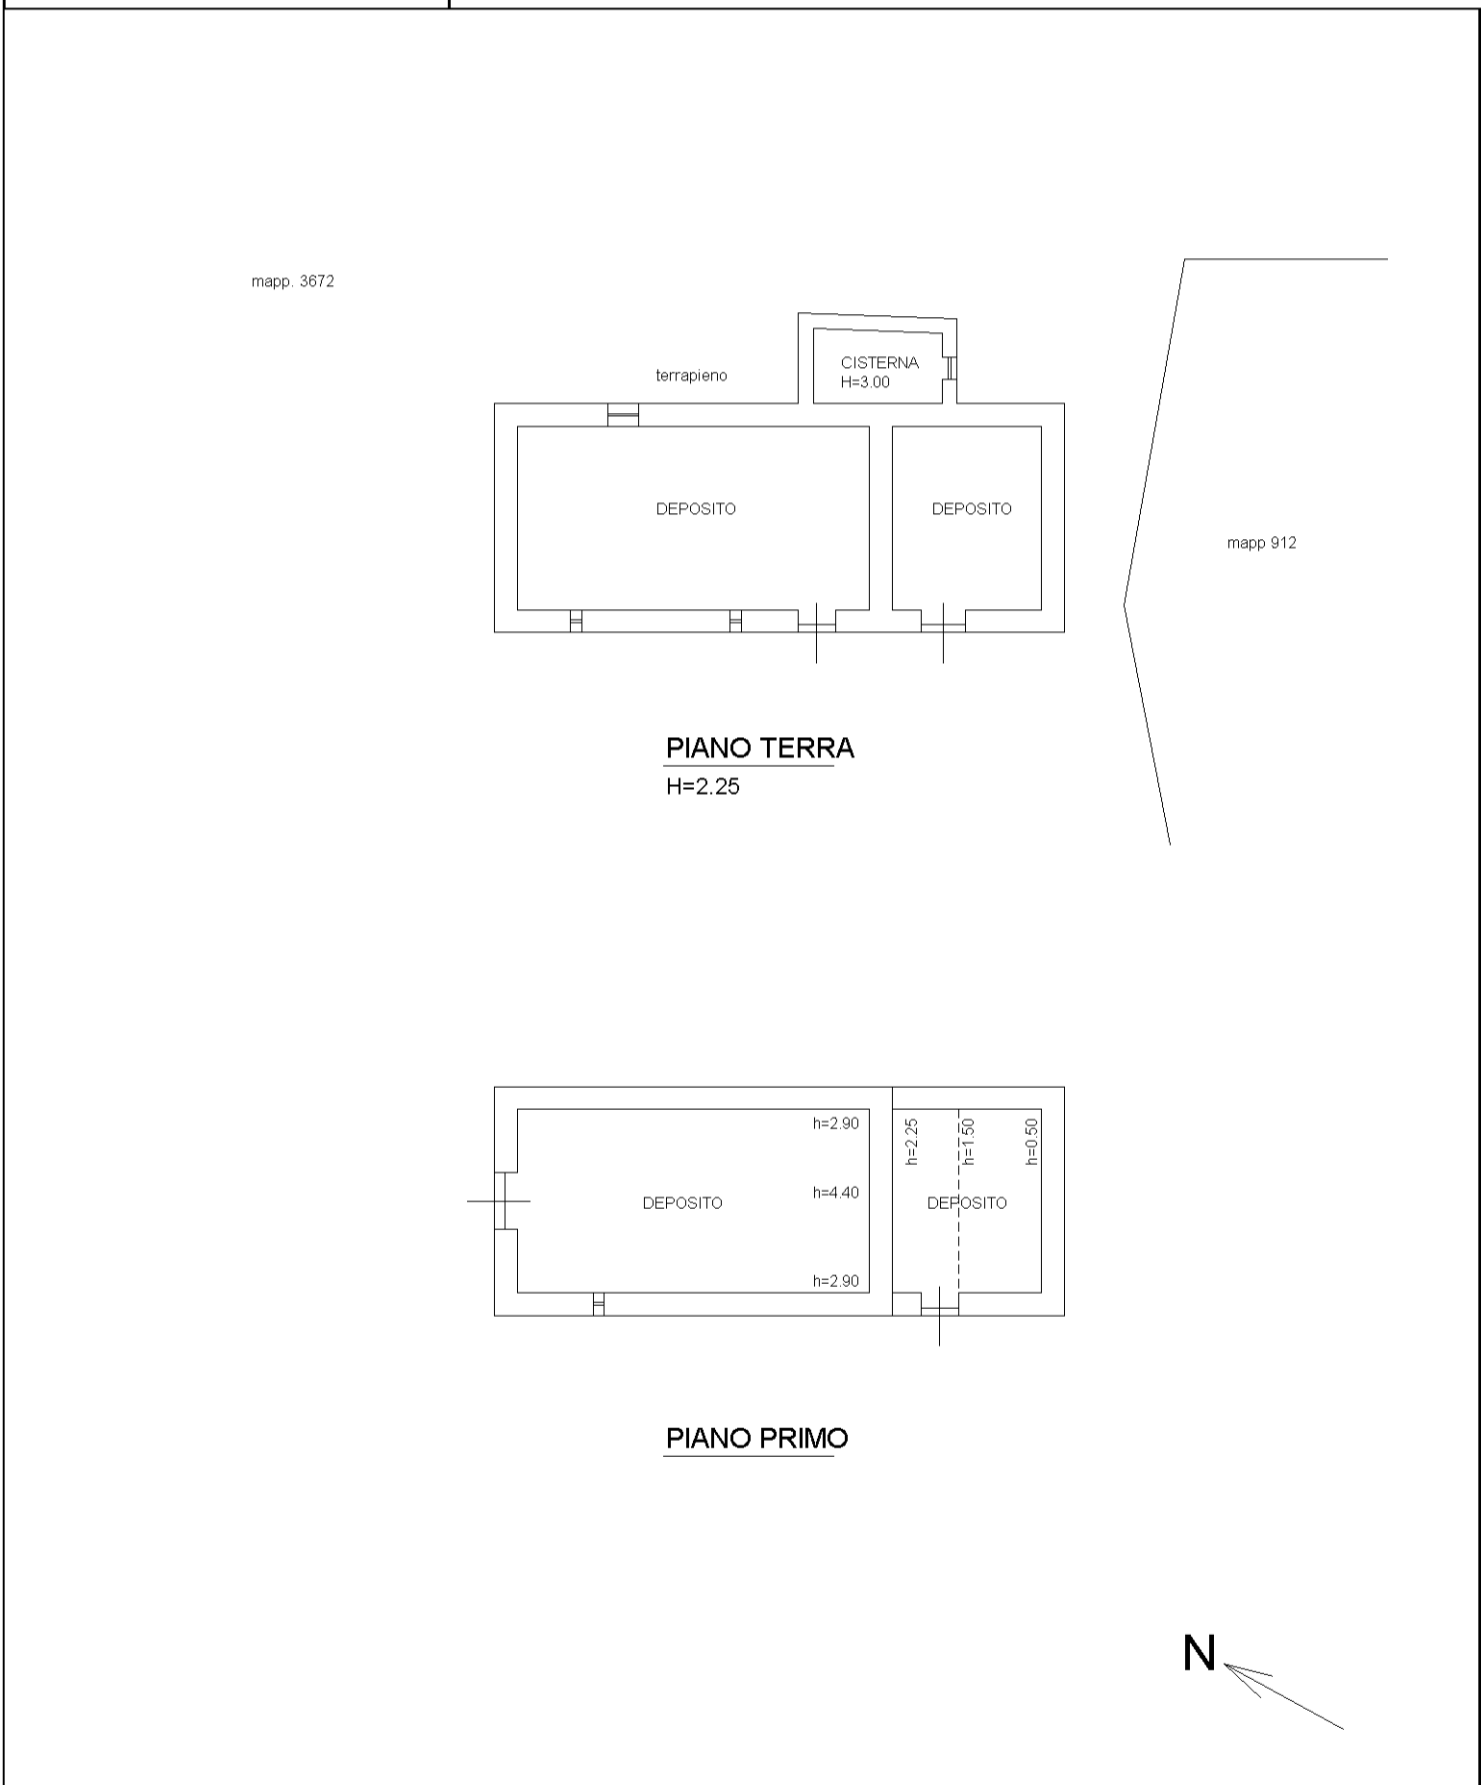 mapp. 3672
CISTERNA
H=3.00
terrapieno
DEPOSITO
DEPOSITO
mapp 912
PIANO TERRA
H=2.25
h=2.90
h=2.25
h=1.50
h=0.50
h=4.40
DEPOSITO
DEPOSITO
h=2.90
PIANO PRIMO
N